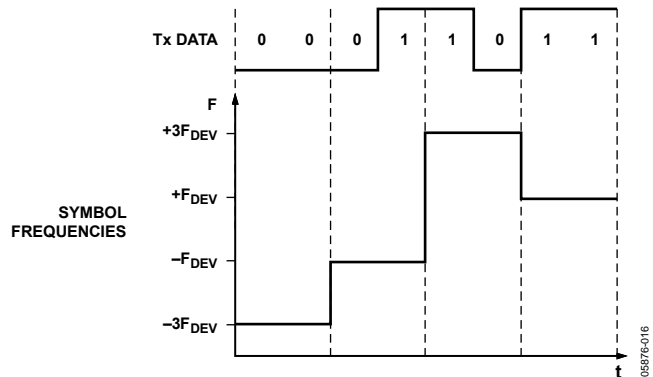 Tx DATA 0 0 0 1 1 0 1 1
F
+3FDEV
+FDEV
SYMBOL
FREQUENCIES
–FDEV
–3FDEV
t
05876-016